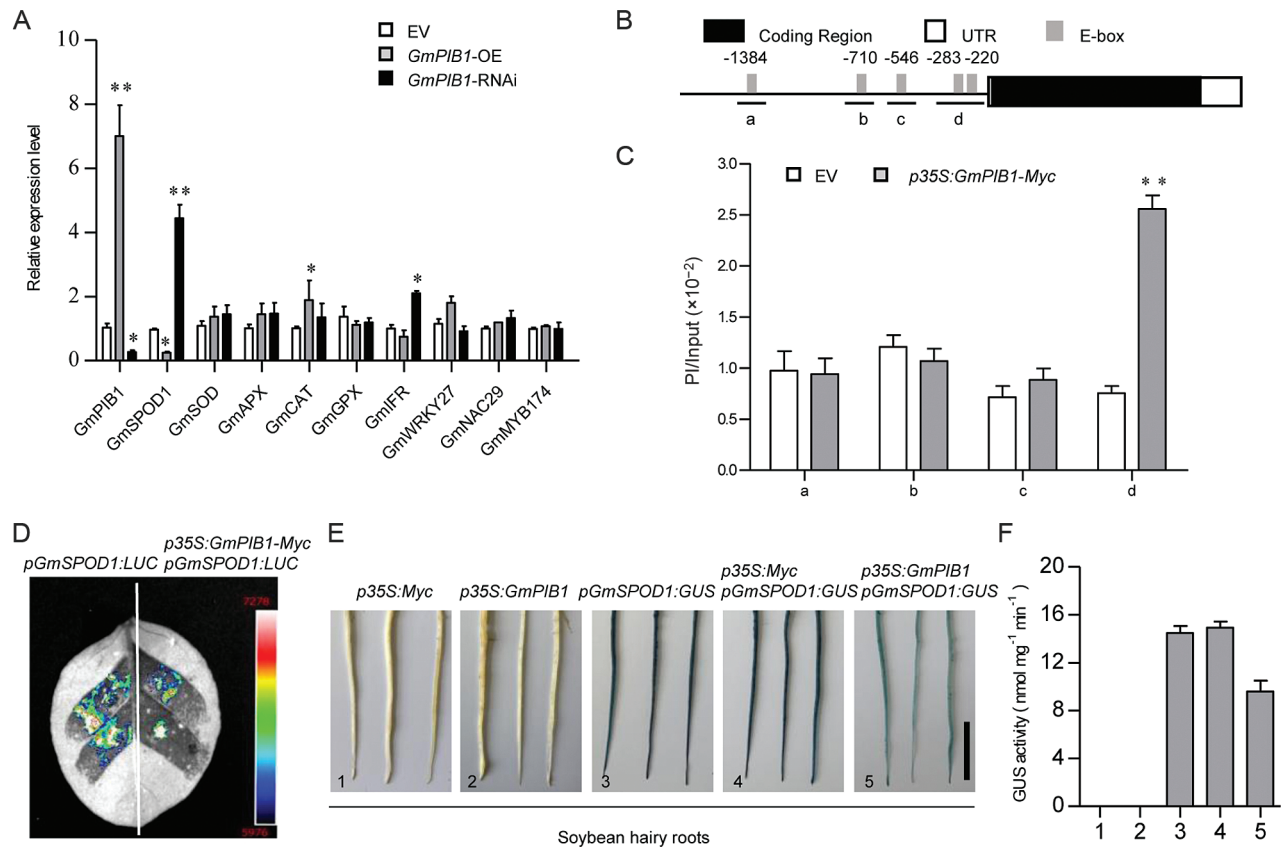 A
10
8
6
4
2
0
Relative expression level
EV
GmPIB1-OE
GmPIB1-RNAi
**
*
*
**
*
*
GmPIB1
GmSPOD1
GmSOD
GmAPX
GmCAT
GmGPX
GmIFR
GmWRKY27
GmNAC29
GmMYB174
B
Coding Region
UTR
E-box
-1384
-710
-546
-283
-220
a
b
c
d
C
3.0
2.5
2.0
1.5
1.0
0.5
0.0
PI/Input (×10⁻²)
EV
p35S:GmPIB1-Myc
**
a
b
c
d
D
pGmSPOD1:LUC
p35S:GmPIB1-Myc
pGmSPOD1:LUC
7278
5976
E
p35S:Myc
p35S:GmPIB1
pGmSPOD1:GUS
p35S:Myc
pGmSPOD1:GUS
p35S:GmPIB1
pGmSPOD1:GUS
1
2
3
4
5
Soybean hairy roots
F
20
16
12
8
4
0
GUS activity ( nmol mg⁻¹ min⁻¹ )
1
2
3
4
5